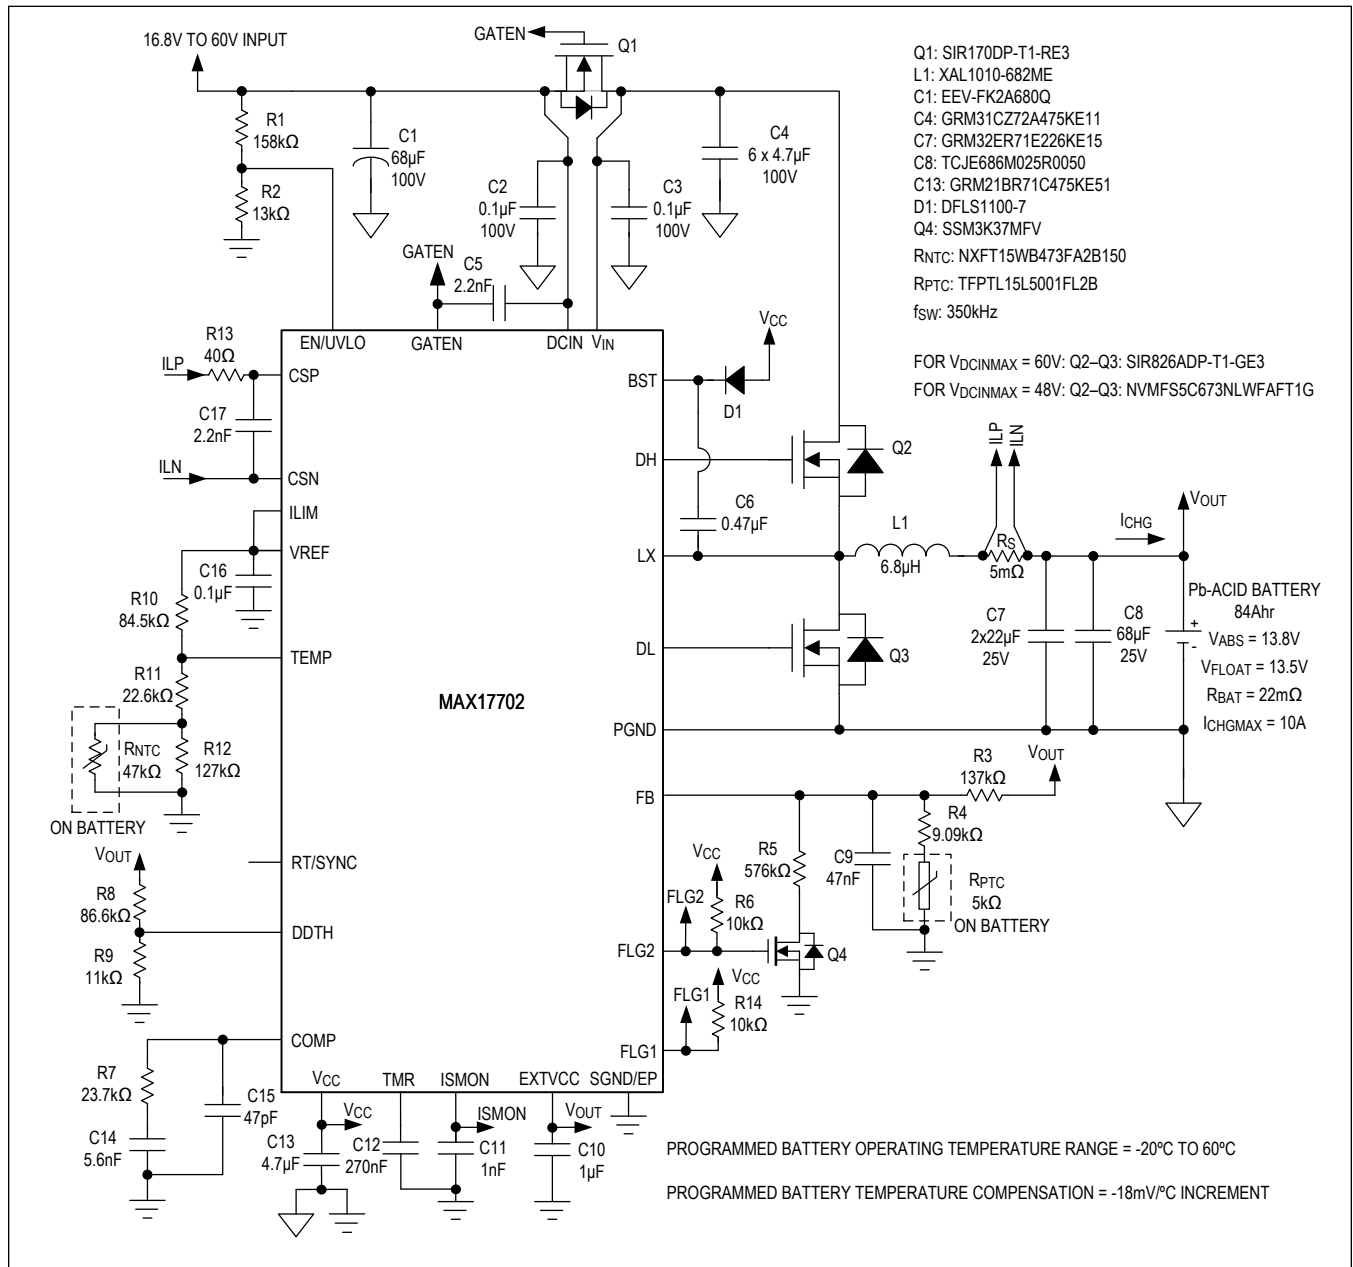 16.8V TO 60V INPUT
GATEN
Q1
Q1: SIR170DP-T1-RE3
L1: XAL1010-682ME
C1: EEV-FK2A680Q
C4: GRM31CZ72A475KE11
C7: GRM32ER71E226KE15
C8: TCJE686M025R0050
C13: GRM21BR71C475KE51
D1: DFLS1100-7
Q4: SSM3K37MFV
RNTC: NXFT15WB473FA2B150
RPTC: TFPTL15L5001FL2B
fSW: 350kHz
FOR VDCINMAX = 60V: Q2–Q3: SIR826ADP-T1-GE3
FOR VDCINMAX = 48V: Q2–Q3: NVMFS5C673NLWFAFT1G
R1
158kΩ
R2
13kΩ
C1
68µF
100V
C2
0.1µF
100V
C3
0.1µF
100V
C4
6 x 4.7µF
100V
GATEN
C5
2.2nF
EN/UVLO
GATEN
DCIN
VIN
R13
40Ω
ILP
CSP
C17
2.2nF
ILN
CSN
ILIM
VREF
C16
0.1µF
R10
84.5kΩ
TEMP
R11
22.6kΩ
RNTC
47kΩ
R12
127kΩ
ON BATTERY
VOUT
RT/SYNC
R8
86.6kΩ
DDTH
R9
11kΩ
COMP
R7
23.7kΩ
C15
47pF
C14
5.6nF
MAX17702
VCC
BST
D1
DH
Q2
C6
0.47µF
LX
L1
6.8µH
ILP
ILN
RS
5mΩ
ICHG
VOUT
DL
Q3
C7
2x22µF
25V
C8
68µF
25V
Pb-ACID BATTERY
84Ahr
+
-
VABS = 13.8V
VFLOAT = 13.5V
RBAT = 22mΩ
ICHGMAX = 10A
PGND
FB
R3
137kΩ
VOUT
R4
9.09kΩ
R5
576kΩ
C9
47nF
RPTC
5kΩ
ON BATTERY
VCC
FLG2
R6
10kΩ
FLG2
Q4
VCC
FLG1
R14
10kΩ
FLG1
VCC
TMR
ISMON
EXTVCC
SGND/EP
VCC
C13
4.7µF
C12
270nF
ISMON
C11
1nF
VOUT
C10
1µF
PROGRAMMED BATTERY OPERATING TEMPERATURE RANGE = -20ºC TO 60ºC
PROGRAMMED BATTERY TEMPERATURE COMPENSATION = -18mV/ºC INCREMENT